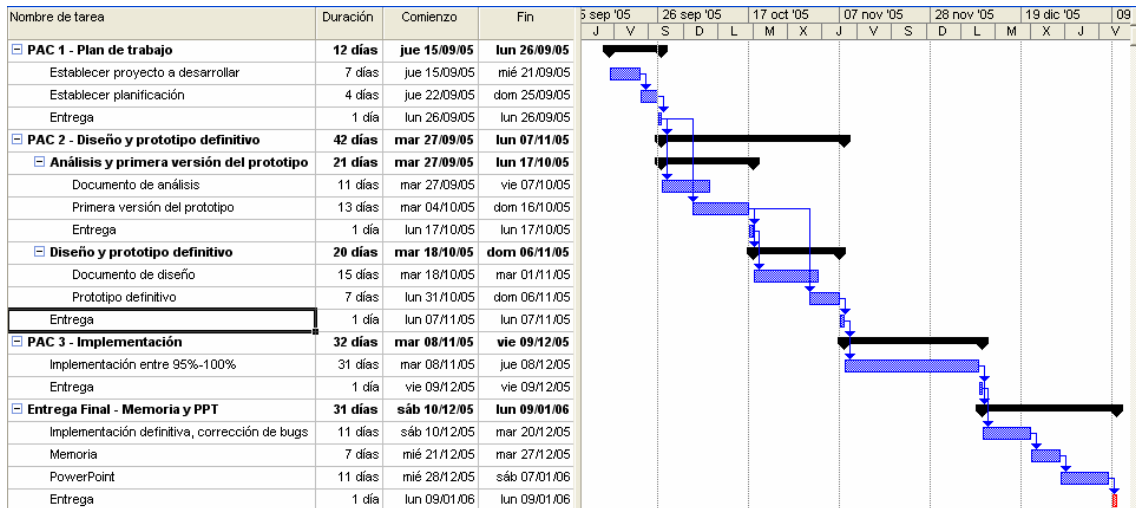 Nombre de tarea Duración Comienzo Fin 5 sep '05 26 sep '05 17 oct '05 07 nov '05 28 nov '05 19 dic '05 09
J V S D L M X J V S D L M X J V
PAC 1 - Plan de trabajo 12 días jue 15/09/05 lun 26/09/05
Establecer proyecto a desarrollar 7 días jue 15/09/05 mié 21/09/05
Establecer planificación 4 días jue 22/09/05 dom 25/09/05
Entrega 1 día lun 26/09/05 lun 26/09/05
PAC 2 - Diseño y prototipo definitivo 42 días mar 27/09/05 lun 07/11/05
Análisis y primera versión del prototipo 21 días mar 27/09/05 lun 17/10/05
Documento de análisis 11 días mar 27/09/05 vie 07/10/05
Primera versión del prototipo 13 días mar 04/10/05 dom 16/10/05
Entrega 1 día lun 17/10/05 lun 17/10/05
Diseño y prototipo definitivo 20 días mar 18/10/05 dom 06/11/05
Documento de diseño 15 días mar 18/10/05 mar 01/11/05
Prototipo definitivo 7 días lun 31/10/05 dom 06/11/05
Entrega 1 día lun 07/11/05 lun 07/11/05
PAC 3 - Implementación 32 días mar 08/11/05 vie 09/12/05
Implementación entre 95%-100% 31 días mar 08/11/05 jue 08/12/05
Entrega 1 día vie 09/12/05 vie 09/12/05
Entrega Final - Memoria y PPT 31 días sáb 10/12/05 lun 09/01/06
Implementación definitiva, corrección de bugs 11 días sáb 10/12/05 mar 20/12/05
Memoria 7 días mié 21/12/05 mar 27/12/05
PowerPoint 11 días mié 28/12/05 sáb 07/01/06
Entrega 1 día lun 09/01/06 lun 09/01/06